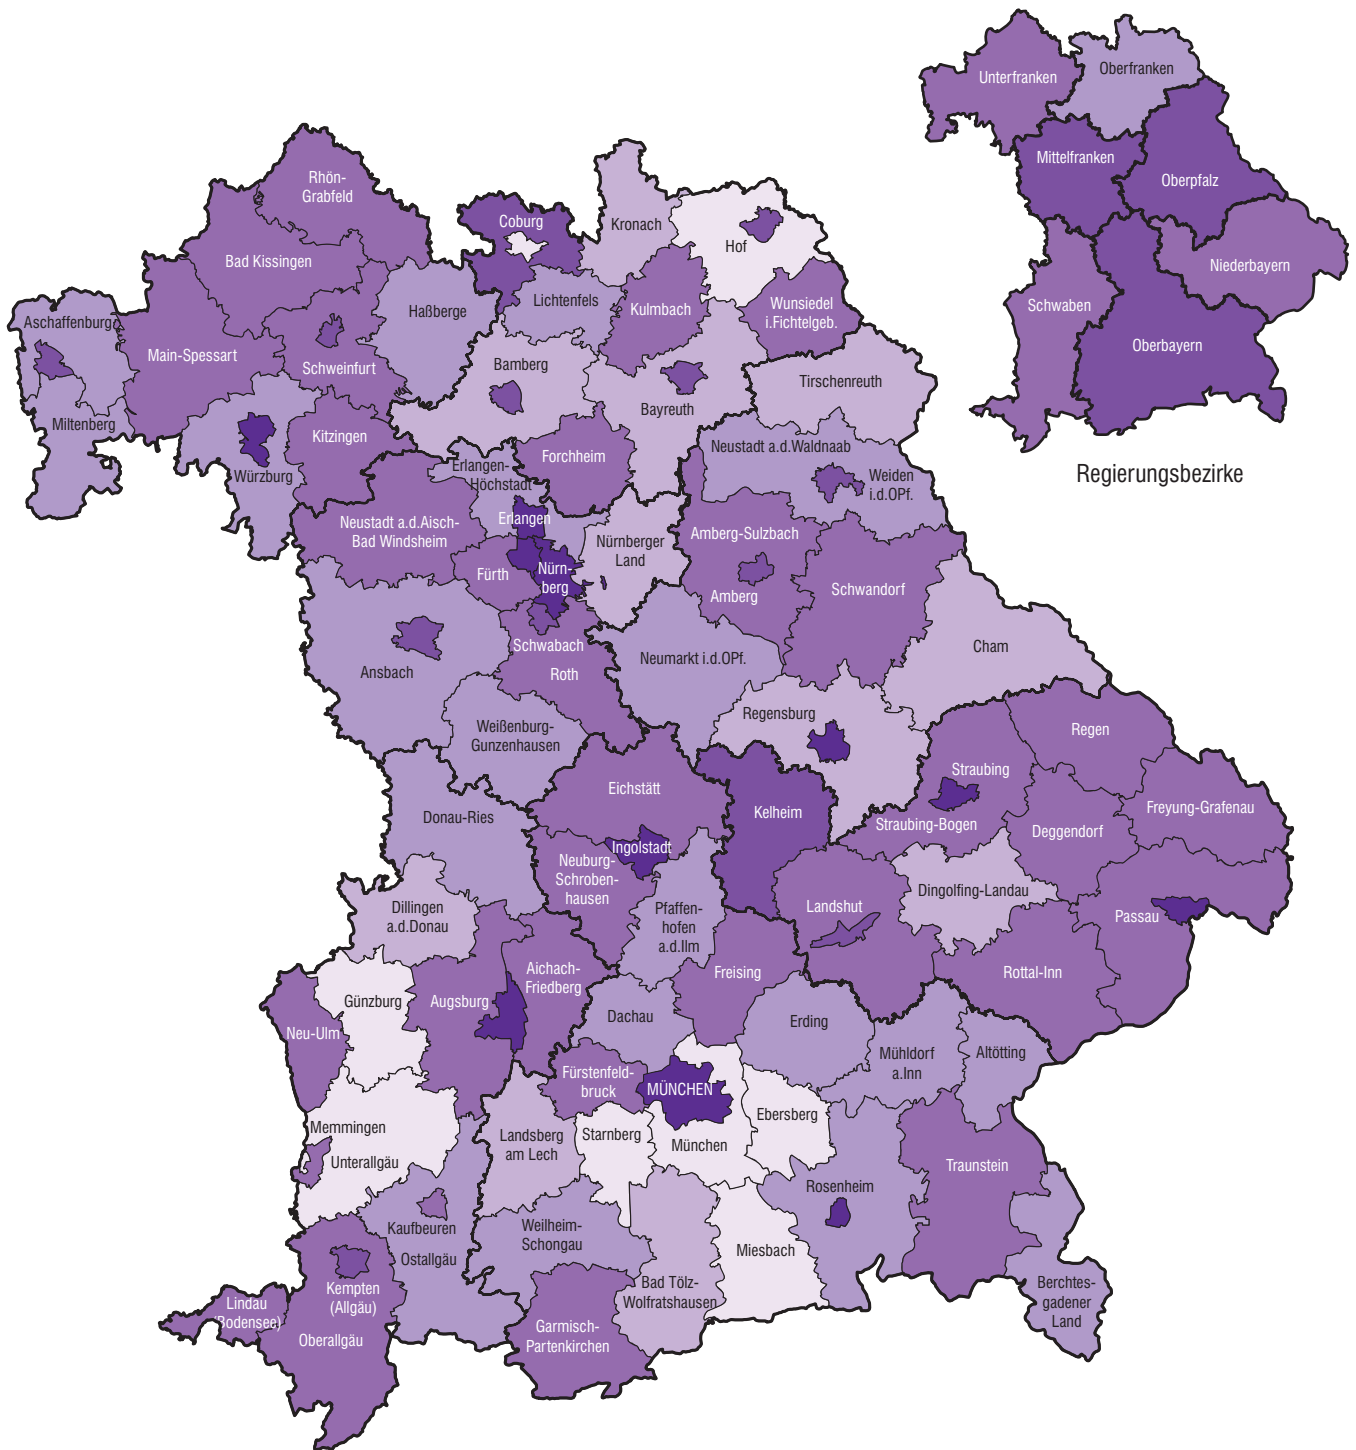 Unterfranken
Oberfranken
Mittelfranken
Oberpfalz
Niederbayern
Schwaben
Oberbayern
Regierungsbezirke
Rhön-
Grabfeld
Coburg
Kronach
Hof
Bad Kissingen
Haßberge
Lichtenfels
Kulmbach
Wunsiedel
i.Fichtelgeb.
Aschaffenburg
Main-Spessart
Schweinfurt
Bamberg
Bayreuth
Tirschenreuth
Miltenberg
Kitzingen
Würzburg
Erlangen-
Höchstadt
Forchheim
Neustadt a.d.Waldnaab
Weiden
i.d.OPf.
Neustadt a.d.Aisch-
Bad Windsheim
Erlangen
Nürnberger
Land
Amberg-Sulzbach
Fürth
Nürn-
berg
Amberg
Schwandorf
Ansbach
Schwabach
Roth
Neumarkt i.d.OPf.
Cham
Weißenburg-
Gunzenhausen
Regensburg
Regen
Straubing
Eichstätt
Kelheim
Straubing-Bogen
Deggendorf
Freyung-Grafenau
Donau-Ries
Ingolstadt
Neuburg-
Schroben-
hausen
Dingolfing-Landau
Dillingen
a.d.Donau
Pfaffen-
hofen
a.d.Ilm
Landshut
Passau
Aichach-
Friedberg
Freising
Rottal-Inn
Günzburg
Augsburg
Neu-Ulm
Dachau
Erding
Mühldorf
a.Inn
Altötting
Fürstenfeld-
bruck
MÜNCHEN
Ebersberg
Memmingen
Unterallgäu
Landsberg
am Lech
Starnberg
München
Traunstein
Rosenheim
Kaufbeuren
Ostallgäu
Weilheim-
Schongau
Miesbach
Kempten
(Allgäu)
Bad Tölz-
Wolfratshausen
Berchtes-
gadener
Land
Lindau
(Bodensee)
Oberallgäu
Garmisch-
Partenkirchen